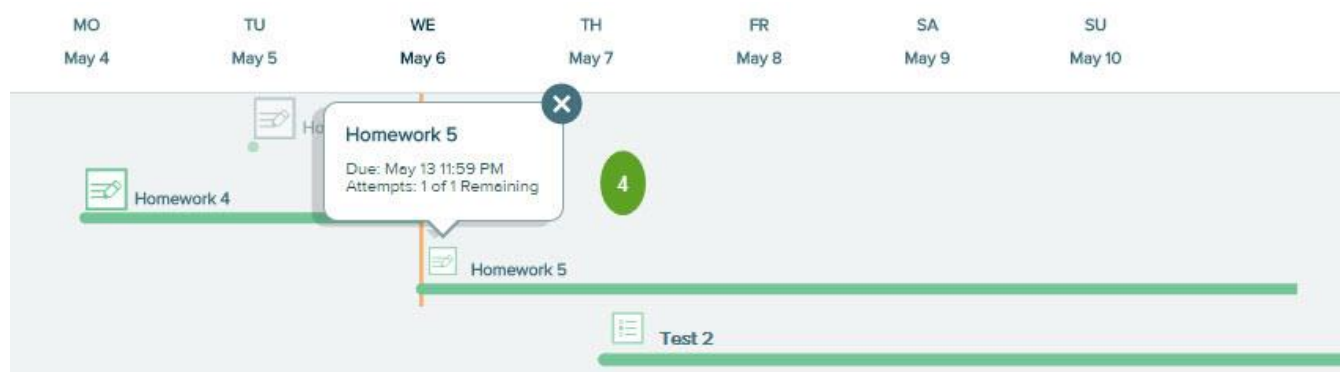 MO TU WE TH FR SA SU
May 4 May 5 May 6 May 7 May 8 May 9 May 10
Homework 5
Due: May 13 11:59 PM
Attempts: 1 of 1 Remaining
4
Homework 4
Homework 5
Test 2